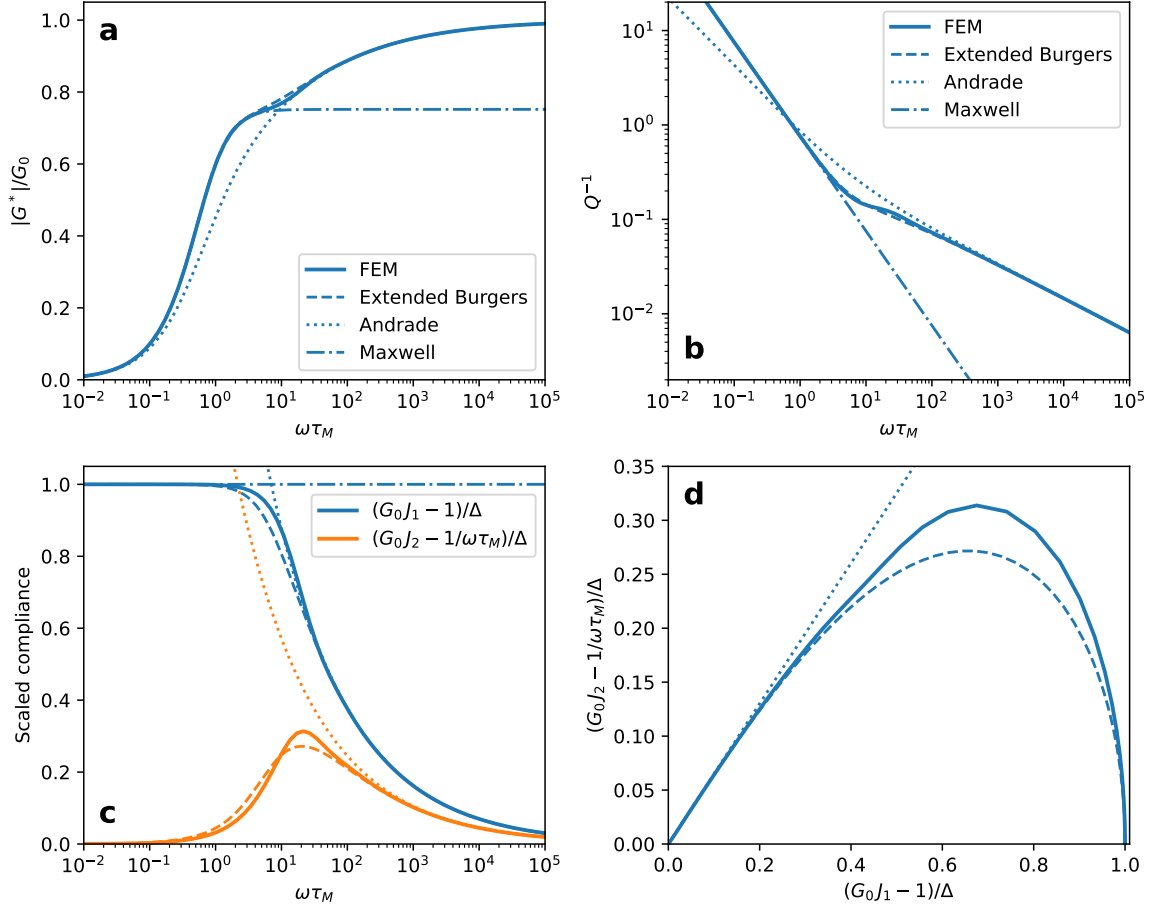 a
1.0
0.8
0.6
0.4
0.2
0.0
|G*|/G₀
FEM
Extended Burgers
Andrade
Maxwell
10⁻² 10⁻¹ 10⁰ 10¹ 10² 10³ 10⁴ 10⁵
ωτ_M
b
10¹
10⁰
10⁻¹
10⁻²
Q⁻¹
FEM
Extended Burgers
Andrade
Maxwell
10⁻² 10⁻¹ 10⁰ 10¹ 10² 10³ 10⁴ 10⁵
ωτ_M
c
1.0
0.8
0.6
0.4
0.2
0.0
Scaled compliance
(G₀J₁ − 1)/Δ
(G₀J₂ − 1/ωτ_M)/Δ
10⁻² 10⁻¹ 10⁰ 10¹ 10² 10³ 10⁴ 10⁵
ωτ_M
d
0.35
0.30
0.25
0.20
0.15
0.10
0.05
0.00
(G₀J₂ − 1/ωτ_M)/Δ
0.0 0.2 0.4 0.6 0.8 1.0
(G₀J₁ − 1)/Δ